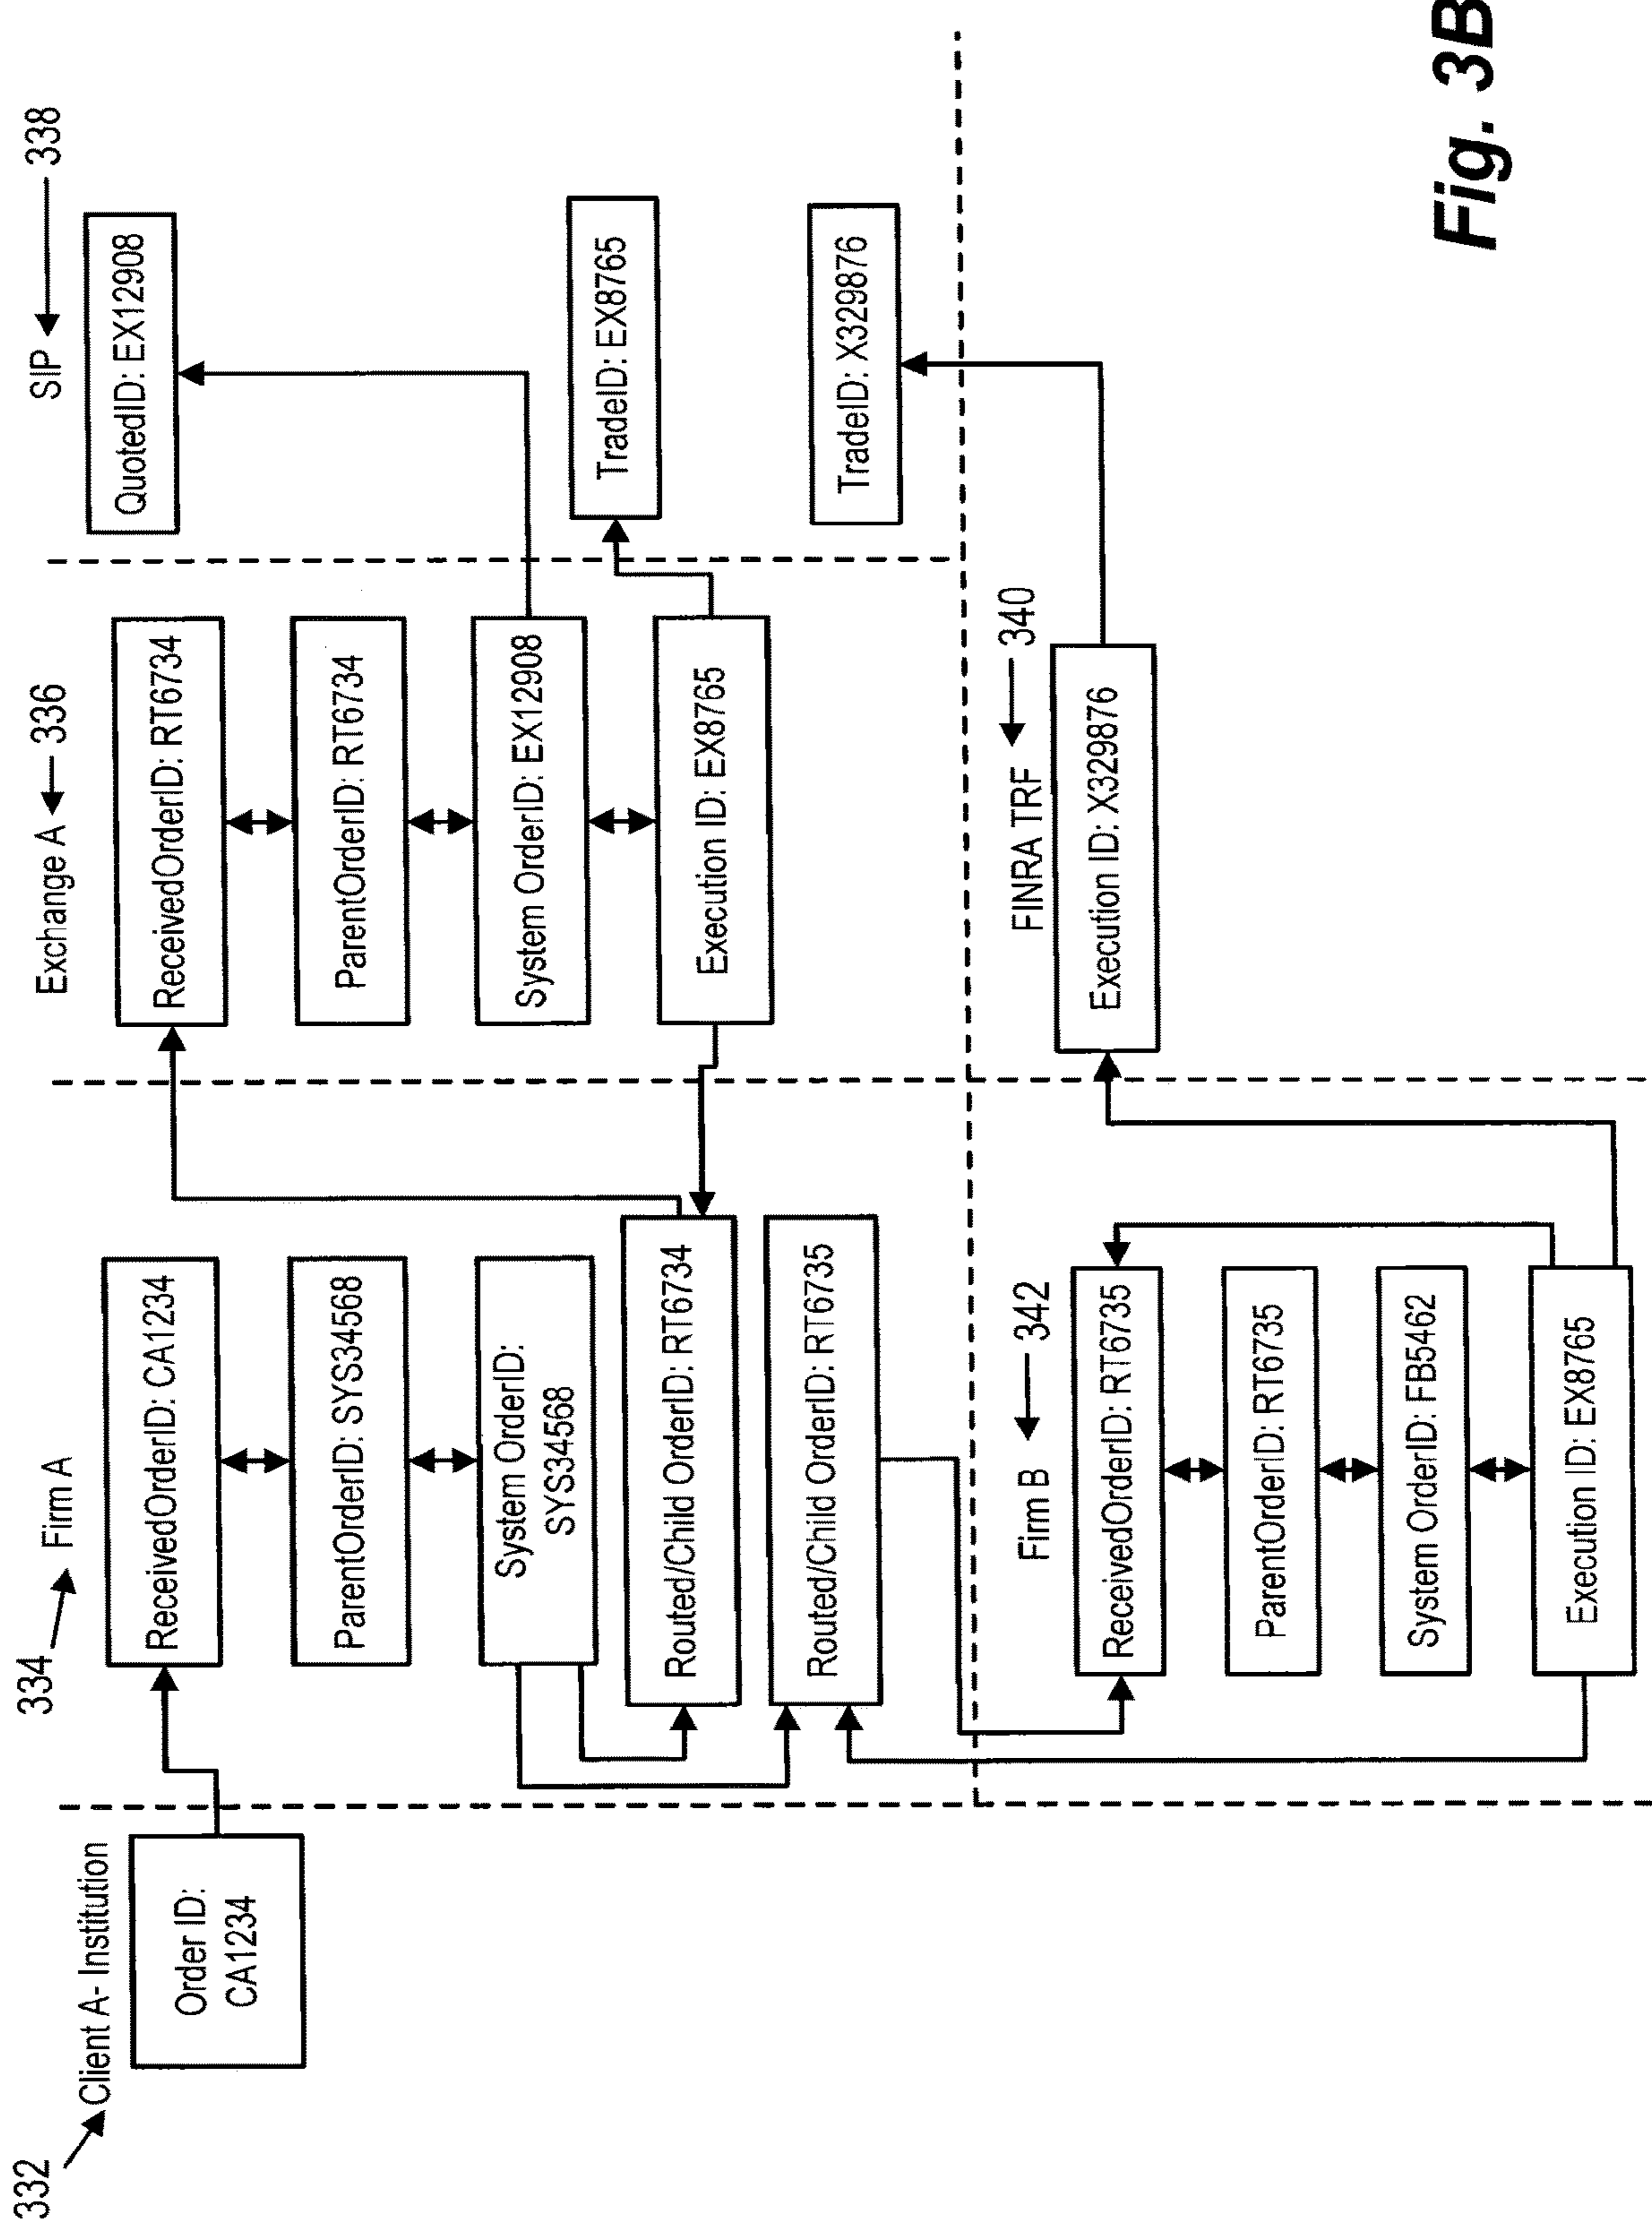 332
Client A- Institution
Order ID:
CA1234
334
Firm A
ReceivedOrderID: CA1234
ParentOrderID: SYS34568
System OrderID:
SYS34568
Routed/Child OrderID: RT6734
Routed/Child OrderID: RT6735
Exchange A
336
ReceivedOrderID: RT6734
ParentOrderID: RT6734
System OrderID: EX12908
Execution ID: EX8765
SIP
338
QuotedID: EX12908
TradeID: EX8765
TradeID: X329876
Firm B
342
ReceivedOrderID: RT6735
ParentOrderID: RT6735
System OrderID: FB5462
Execution ID: EX8765
FINRA TRF
340
Execution ID: X329876
Fig. 3B